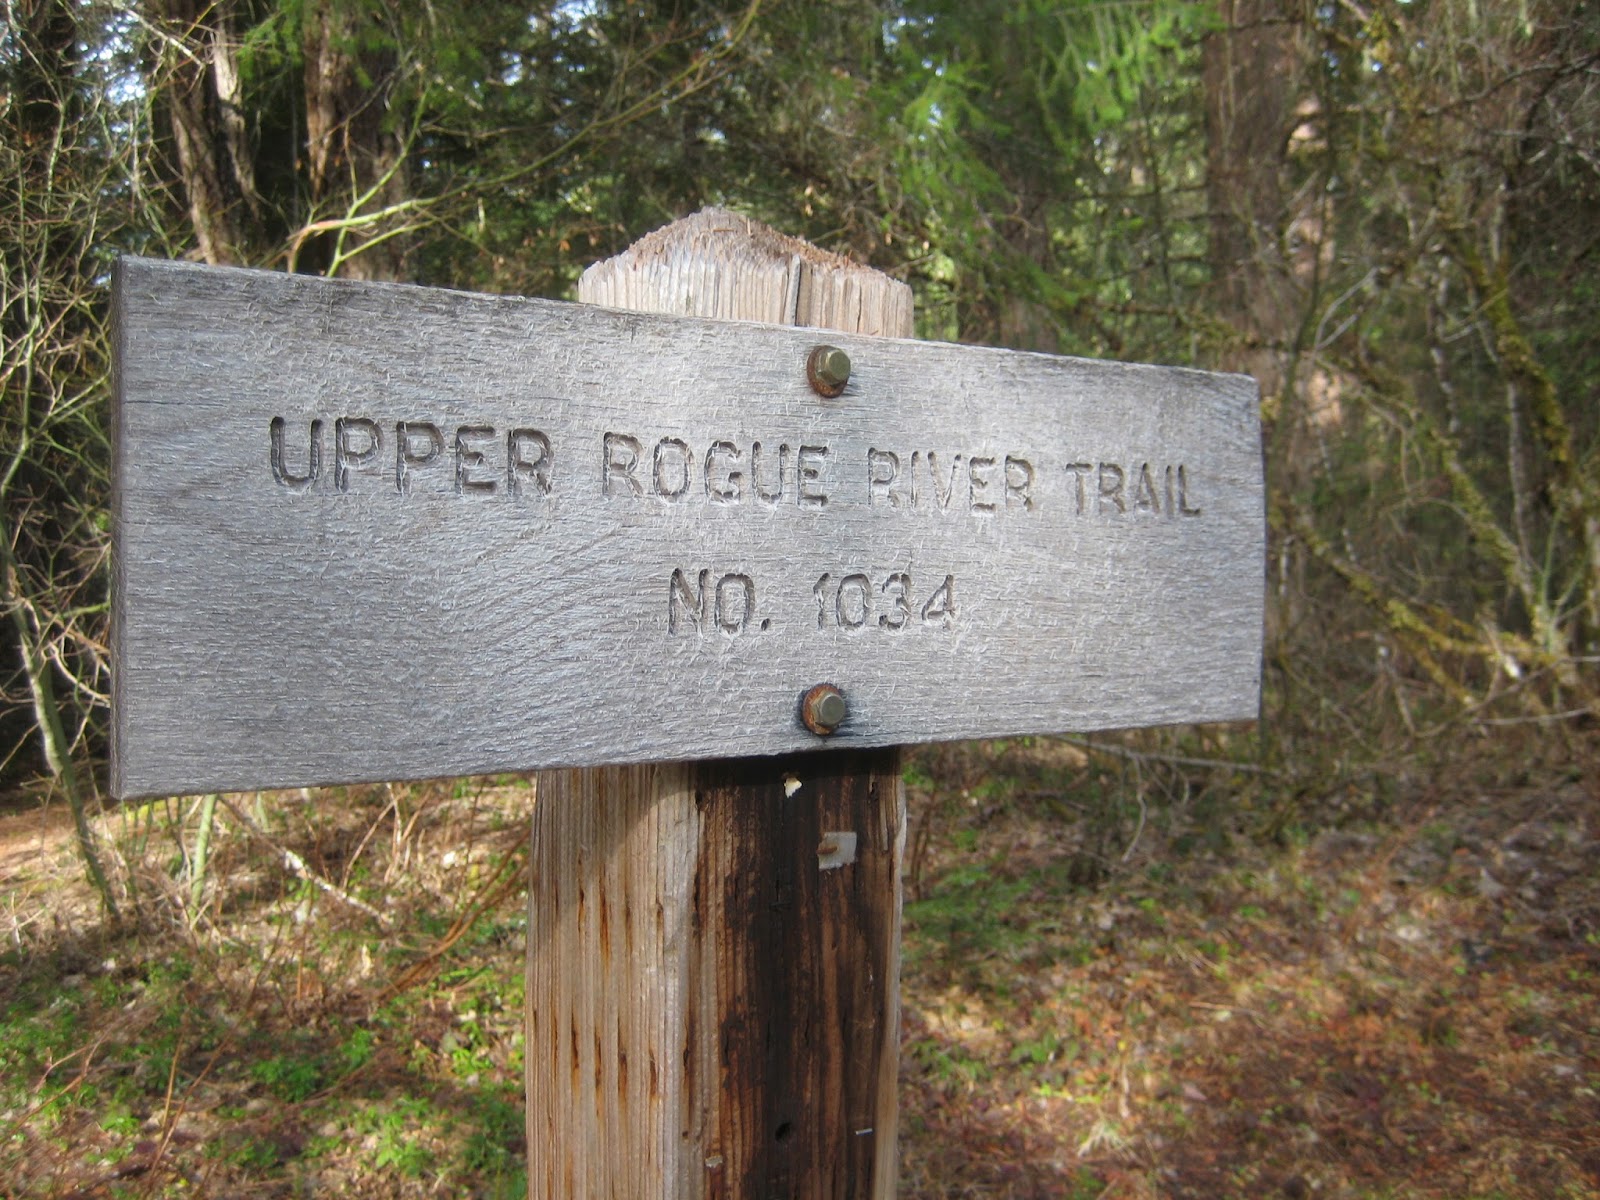 UPPER ROGUE RIVER TRAIL
NO. 1034